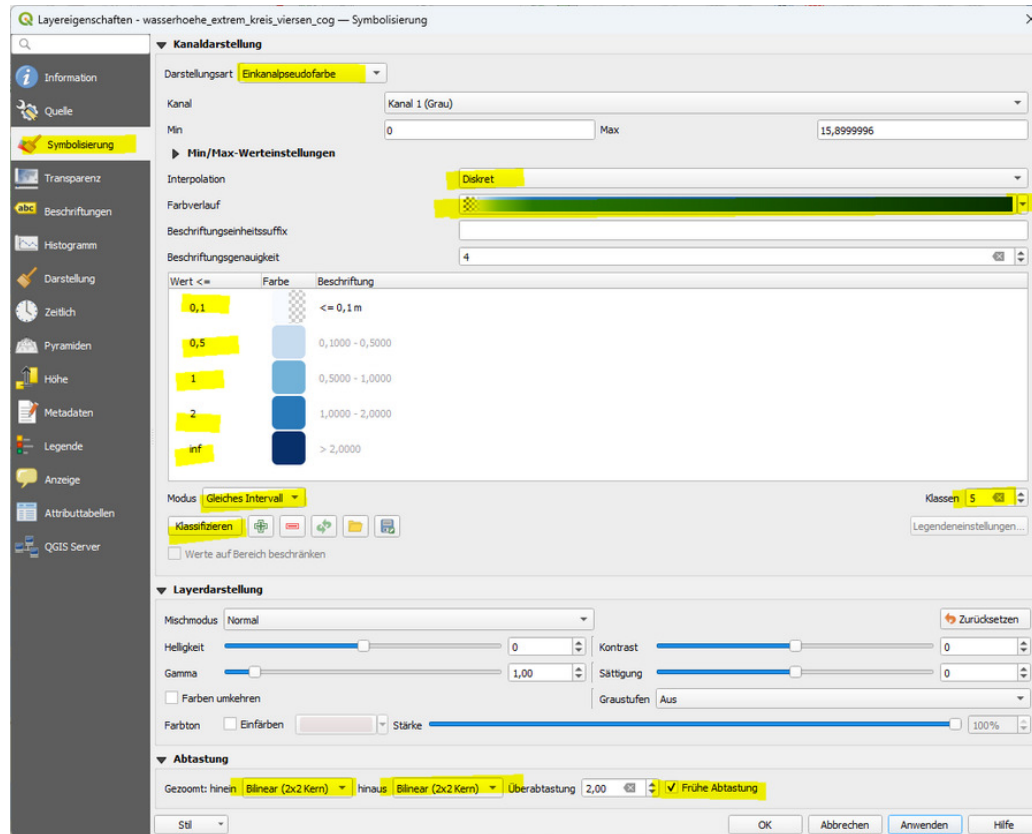 Layereigenschaften - wasserhoehe_extrem_kreis_viersen_cog — Symbolisierung
Information
Quelle
Symbolisierung
Transparenz
abc Beschriftungen
Histogramm
Darstellung
Zeitlich
Pyramiden
Höhe
Metadaten
Legende
Anzeige
Attributtabellen
QGIS Server
Kanaldarstellung
Darstellungsart Einkanalpseudofarbe
Kanal Kanal 1 (Grau)
Min 0 Max 15,8999996
Min/Max-Werteinstellungen
Interpolation Diskret
Farbverlauf
Beschriftungseinheitssuffix
Beschriftungsgenauigkeit 4
Wert <= Farbe Beschriftung
0,1 <= 0,1 m
0,5 0,1000 - 0,5000
1 0,5000 - 1,0000
2 1,0000 - 2,0000
inf > 2,0000
Modus Gleiches Intervall Klassen 5
Klassifizieren Legendeneinstellungen...
Werte auf Bereich beschränken
Layerdarstellung
Mischmodus Normal Zurücksetzen
Helligkeit 0 Kontrast 0
Gamma 1,00 Sättigung 0
Farben umkehren Graustufen Aus
Farbton Einfärben Stärke 100%
Abtastung
Gezoomt: hinein Bilinear (2x2 Kern) hinaus Bilinear (2x2 Kern) Überabtastung 2,00 Frühe Abtastung
Stil OK Abbrechen Anwenden Hilfe